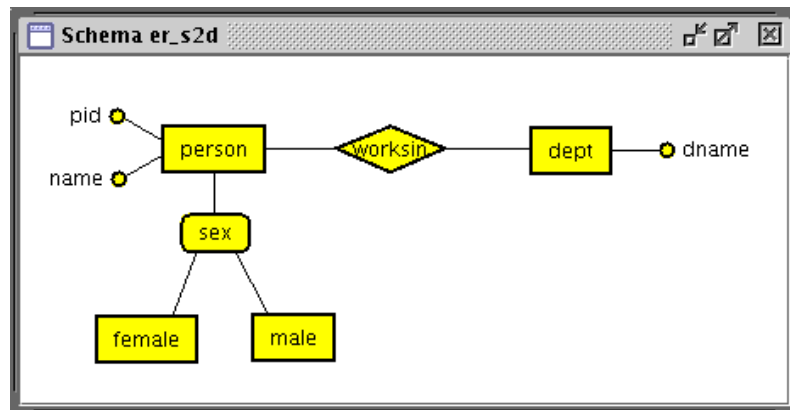 Schema er_s2d
pid
person
worksin
dept
dname
name
sex
female
male